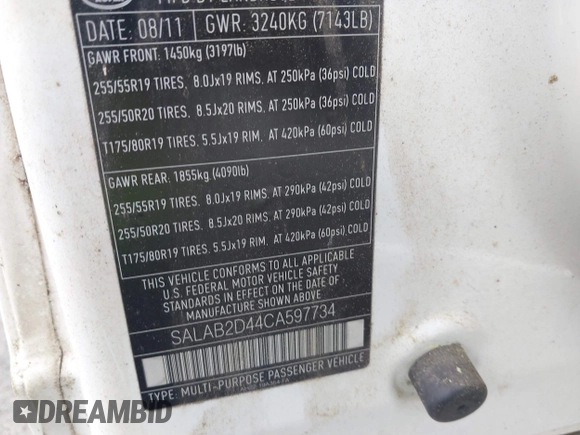 DATE: 08/11 GWR: 3240KG (7143LB)
GAWR FRONT: 1450kg (3197lb)
255/55R19 TIRES. 8.0Jx19 RIMS. AT 250kPa (36psi) COLD
255/50R20 TIRES. 8.5Jx20 RIMS. AT 250kPa (36psi) COLD
T175/80R19 TIRES. 5.5Jx19 RIM. AT 420kPa (60psi) COLD
GAWR REAR: 1855kg (4090lb)
255/55R19 TIRES. 8.0Jx19 RIMS. AT 290kPa (42psi) COLD
255/50R20 TIRES. 8.5Jx20 RIMS. AT 290kPa (42psi) COLD
T175/80R19 TIRES. 5.5Jx19 RIM. AT 420kPa (60psi) COLD
THIS VEHICLE CONFORMS TO ALL APPLICABLE
U.S. FEDERAL MOTOR VEHICLE SAFETY
STANDARDS IN EFFECT ON THE DATE OF
MANUFACTURE SHOWN ABOVE.
SALAB2D44CA597734
TYPE: MULTI-PURPOSE PASSENGER VEHICLE
DREAMBID